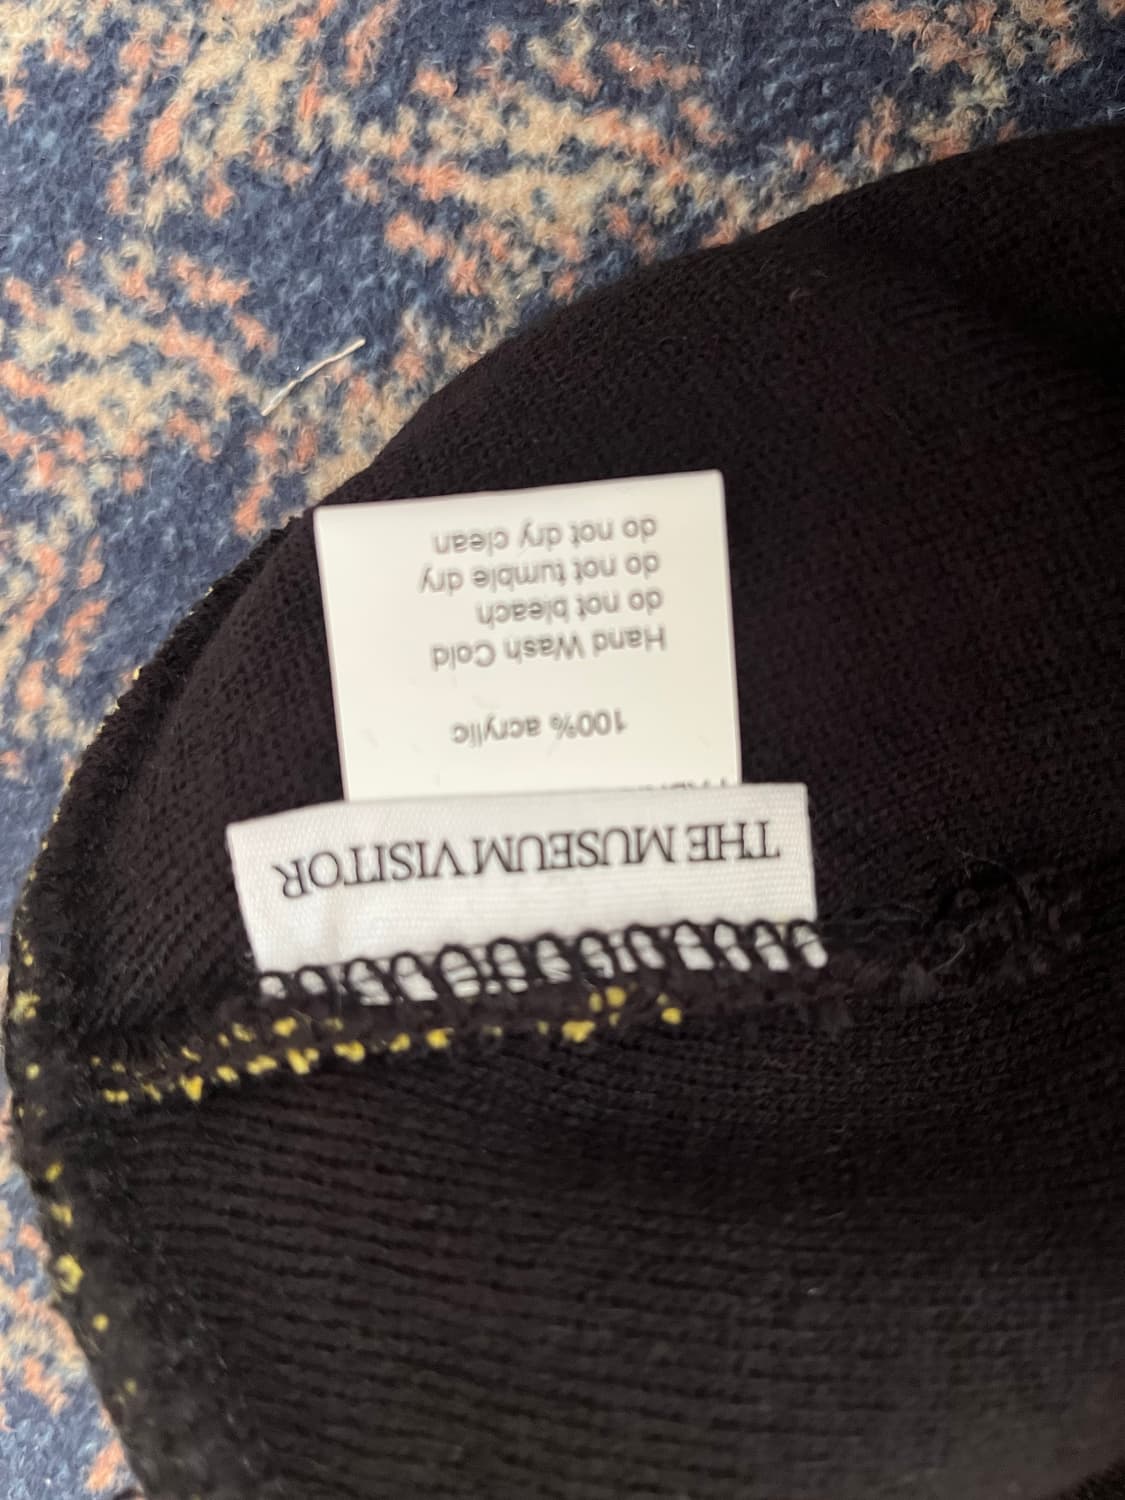 THE MUSEUM VISITOR
100% acrylic
Hand Wash Cold
do not bleach
do not tumble dry
do not dry clean